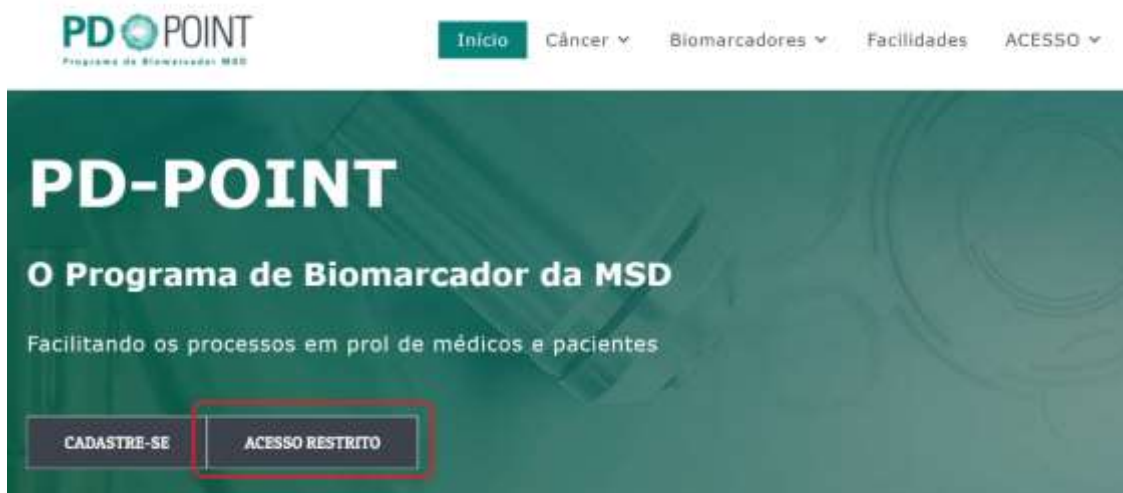 PD POINT
Programa de Biomarcador MSD
Início Câncer Biomarcadores Facilidades ACESSO
PD-POINT
O Programa de Biomarcador da MSD
Facilitando os processos em prol de médicos e pacientes
CADASTRE-SE ACESSO RESTRITO